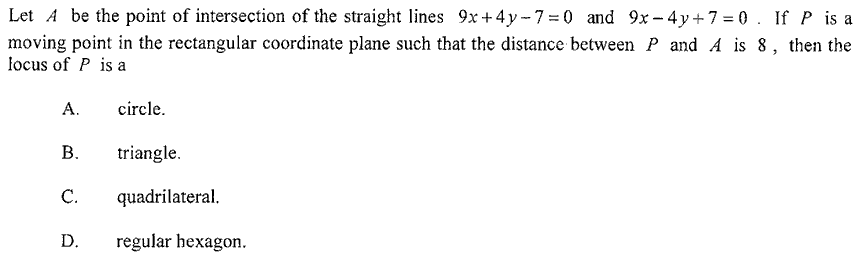 Let A be the point of intersection of the straight lines 9x+4y−7=0 and 9x−4y+7=0 . If P is a
moving point in the rectangular coordinate plane such that the distance between P and A is 8 , then the
locus of P is a
A. circle.
B. triangle.
C. quadrilateral.
D. regular hexagon.